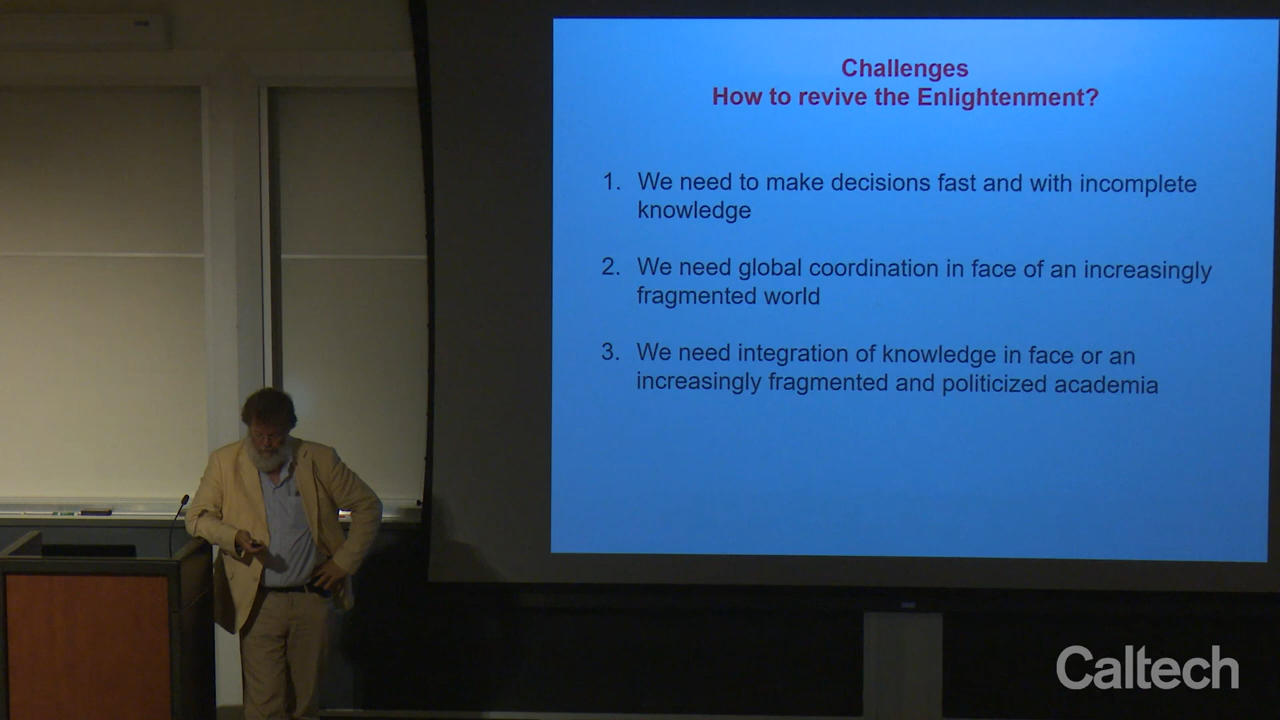 Challenges
How to revive the Enlightenment?
1. We need to make decisions fast and with incomplete
knowledge
2. We need global coordination in face of an increasingly
fragmented world
3. We need integration of knowledge in face or an
increasingly fragmented and politicized academia
Caltech